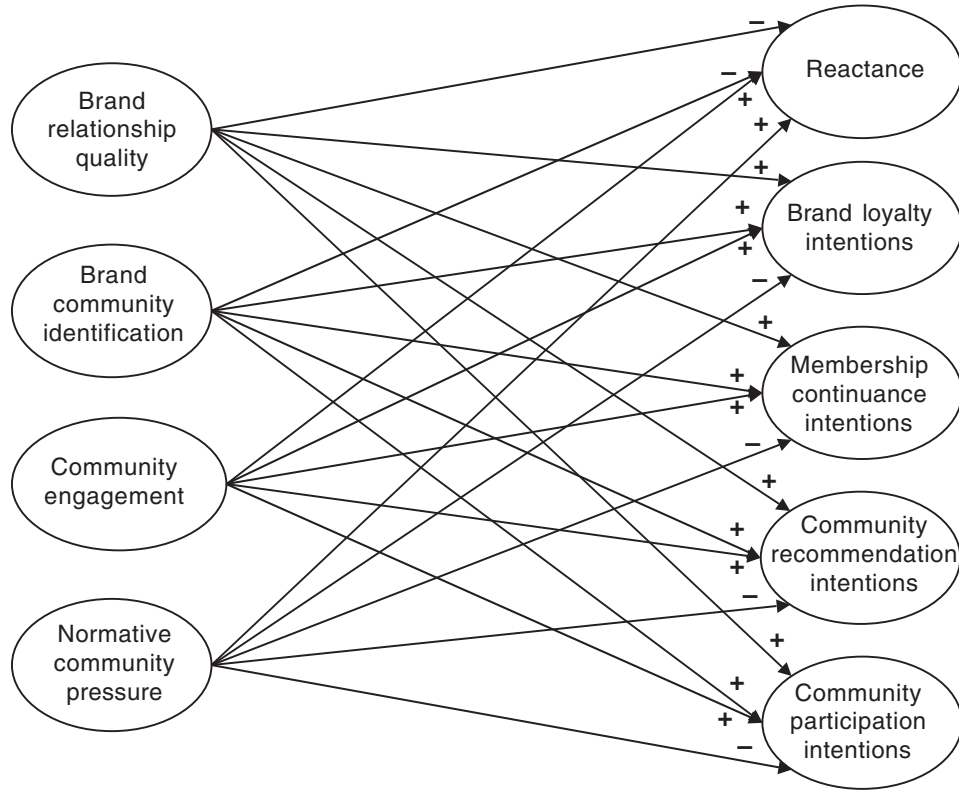 Brand
relationship
quality
Brand
community
identification
Community
engagement
Normative
community
pressure
Reactance
Brand loyalty
intentions
Membership
continuance
intentions
Community
recommendation
intentions
Community
participation
intentions
−
−
+
+
+
+
+
−
+
+
+
−
+
+
+
−
+
+
+
−